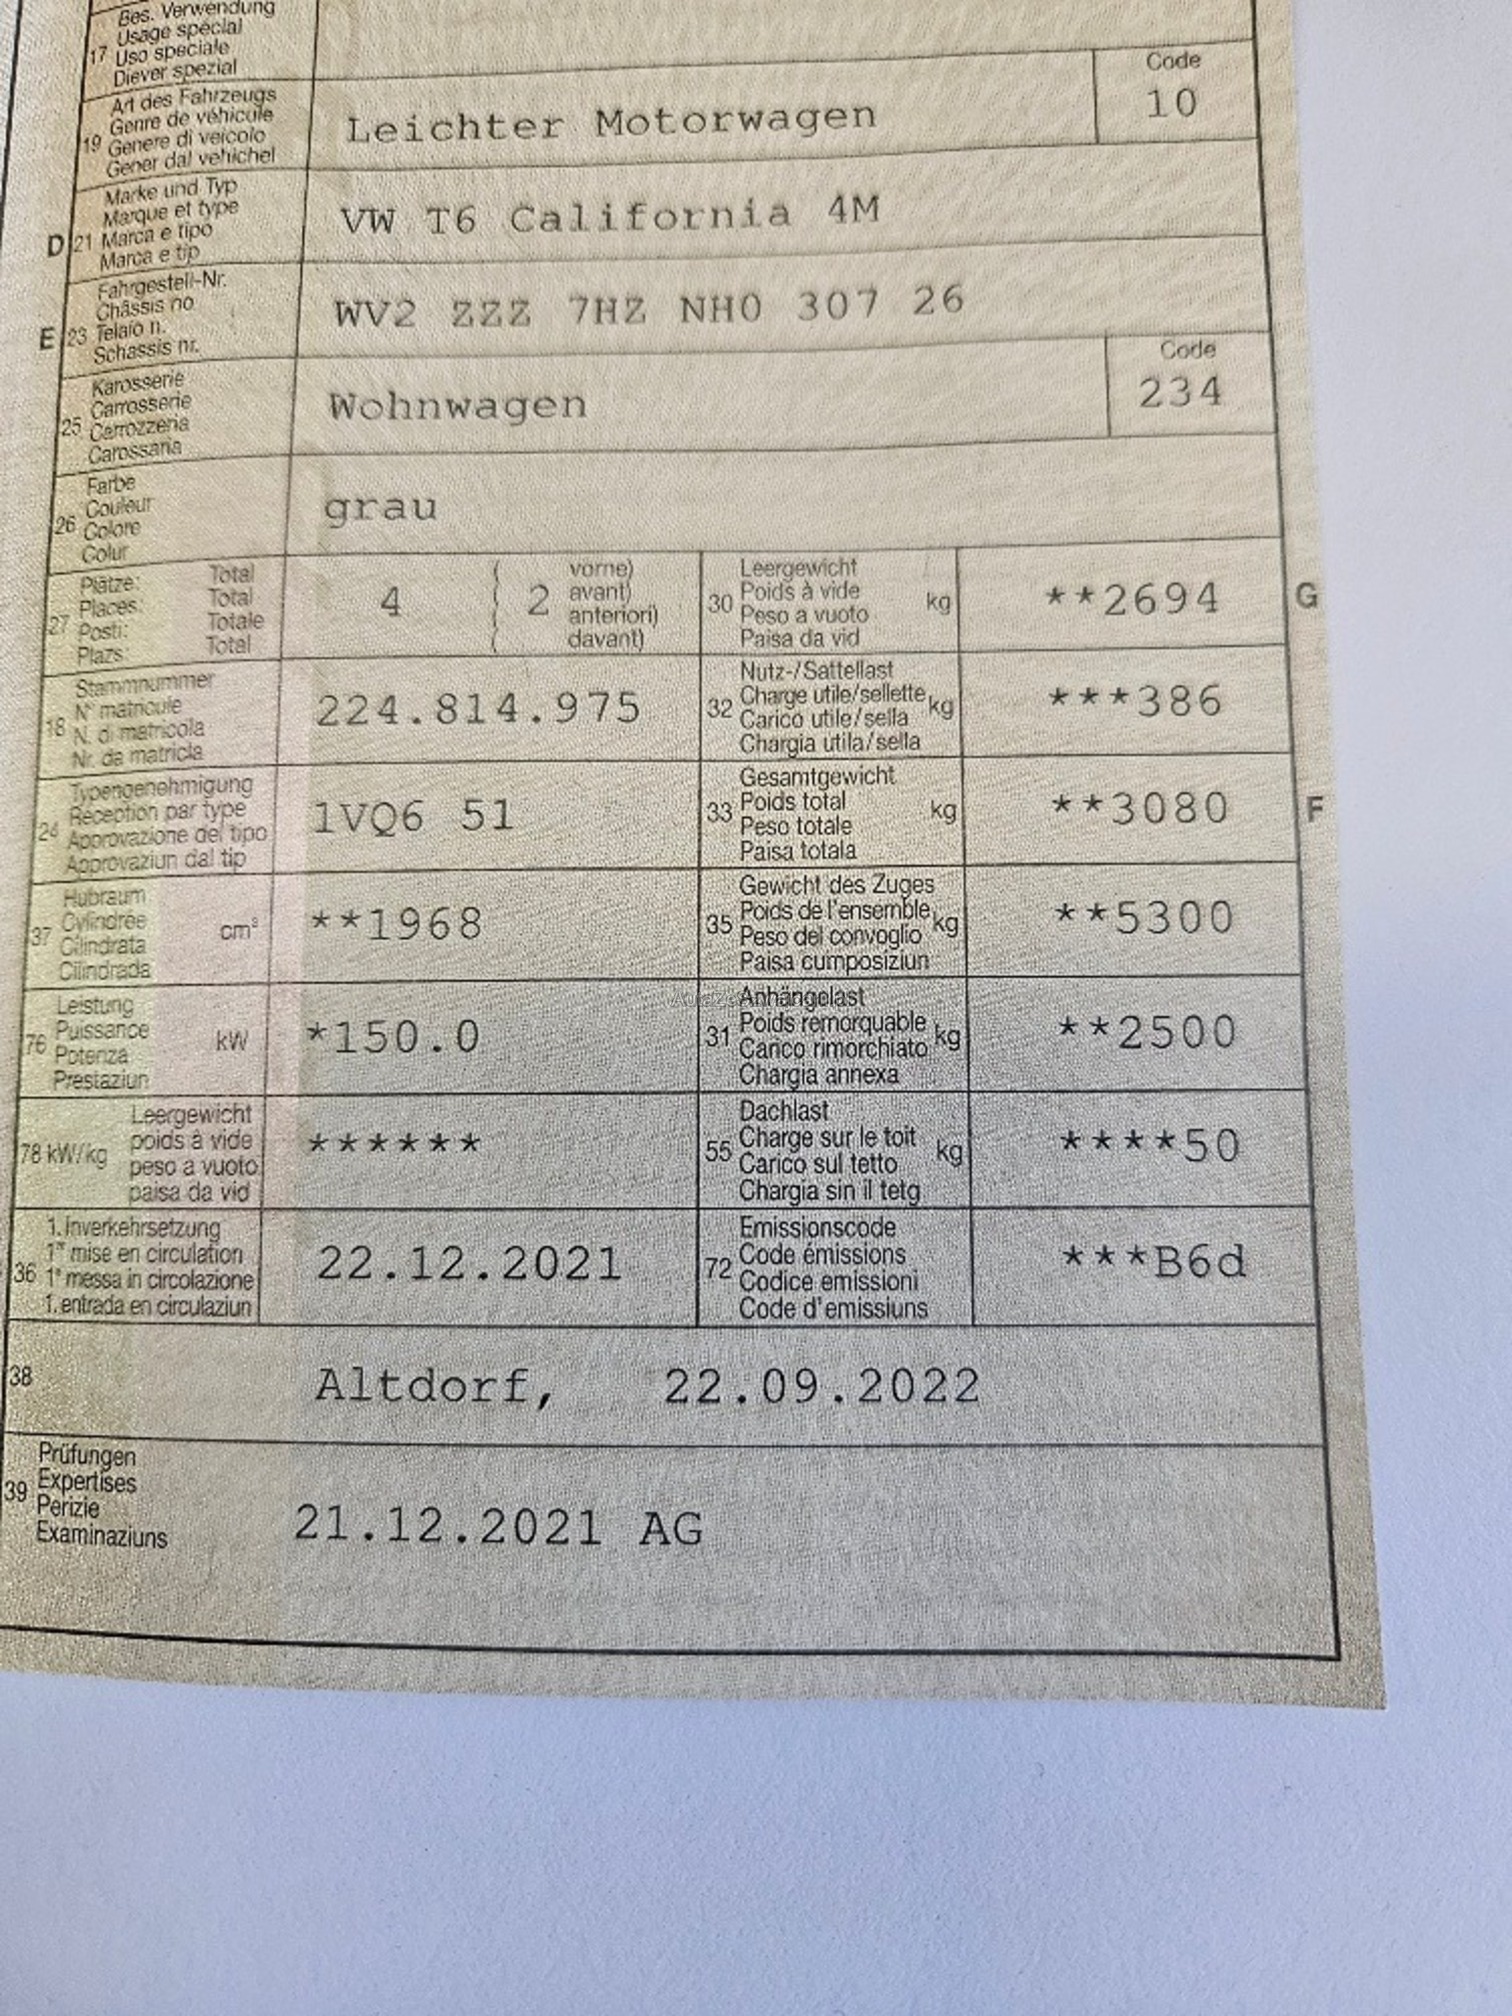 Bes. Verwendung
Usage spécial
17 Uso speciale
Diever spezial
Art des Fahrzeugs
19 Genre de véhicule
Genere di veicolo
Gener dal vehichel
Leichter Motorwagen
Code
10
Marke und Typ
Marque et type
D 21 Marca e tipo
Marca e tip
VW T6 California 4M
Fahrgestell-Nr.
Châssis no
E 23 Telaio n.
Schassis nr.
WV2 ZZZ 7HZ NH0 307 26
Karosserie
Carrosserie
25 Carrozzeria
Carossaria
Wohnwagen
Code
234
Farbe
Couleur
26 Colore
Colur
grau
Plätze: Total
Places: Total
27 Posti: Totale
Plazs: Total
4 ( 2 vorne)
avant)
anteriori)
davant)
Leergewicht
30 Poids à vide kg
Peso a vuoto
Paisa da vid
**2694 G
Stammnummer
18 N° matricule
N. di matricola
Nr. da matricla
224.814.975
Nutz-/Sattellast
32 Charge utile/sellette kg
Carico utile/sella
Chargia utila/sella
***386
Typengenehmigung
Réception par type
24 Approvazione del tipo
Approvaziun dal tip
1VQ6 51
Gesamtgewicht
33 Poids total kg
Peso totale
Paisa totala
**3080 F
Hubraum
37 Cylindrée cm³
Cilindrata
Cilindrada
**1968
Gewicht des Zuges
35 Poids de l'ensemble kg
Peso del convoglio
Paisa cumposiziun
**5300
Leistung
76 Puissance kW
Potenza
Prestaziun
*150.0
Anhängelast
31 Poids remorquable kg
Carico rimorchiato
Chargia annexa
**2500
Leergewicht
78 kW/kg poids à vide
peso a vuoto
paisa da vid
******
Dachlast
55 Charge sur le toit kg
Carico sul tetto
Chargia sin il tetg
****50
1. Inverkehrsetzung
1re mise en circulation
36 1a messa in circolazione
1. entrada en circulaziun
22.12.2021
Emissionscode
72 Code émissions
Codice emissioni
Code d'emissiuns
***B6d
38 Altdorf, 22.09.2022
Prüfungen
39 Expertises
Perizie
Examinaziuns
21.12.2021 AG